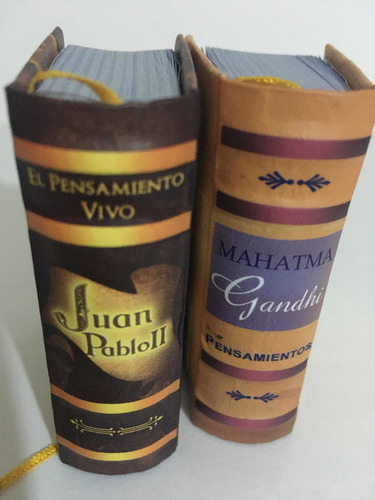 EL PENSAMIENTO
VIVO
Juan
Pablo II
MAHATMA
Gandhi
PENSAMIENTOS